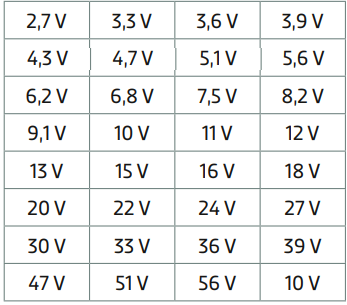 2,7 V 3,3 V 3,6 V 3,9 V
4,3 V 4,7 V 5,1 V 5,6 V
6,2 V 6,8 V 7,5 V 8,2 V
9,1 V 10 V 11 V 12 V
13 V 15 V 16 V 18 V
20 V 22 V 24 V 27 V
30 V 33 V 36 V 39 V
47 V 51 V 56 V 10 V